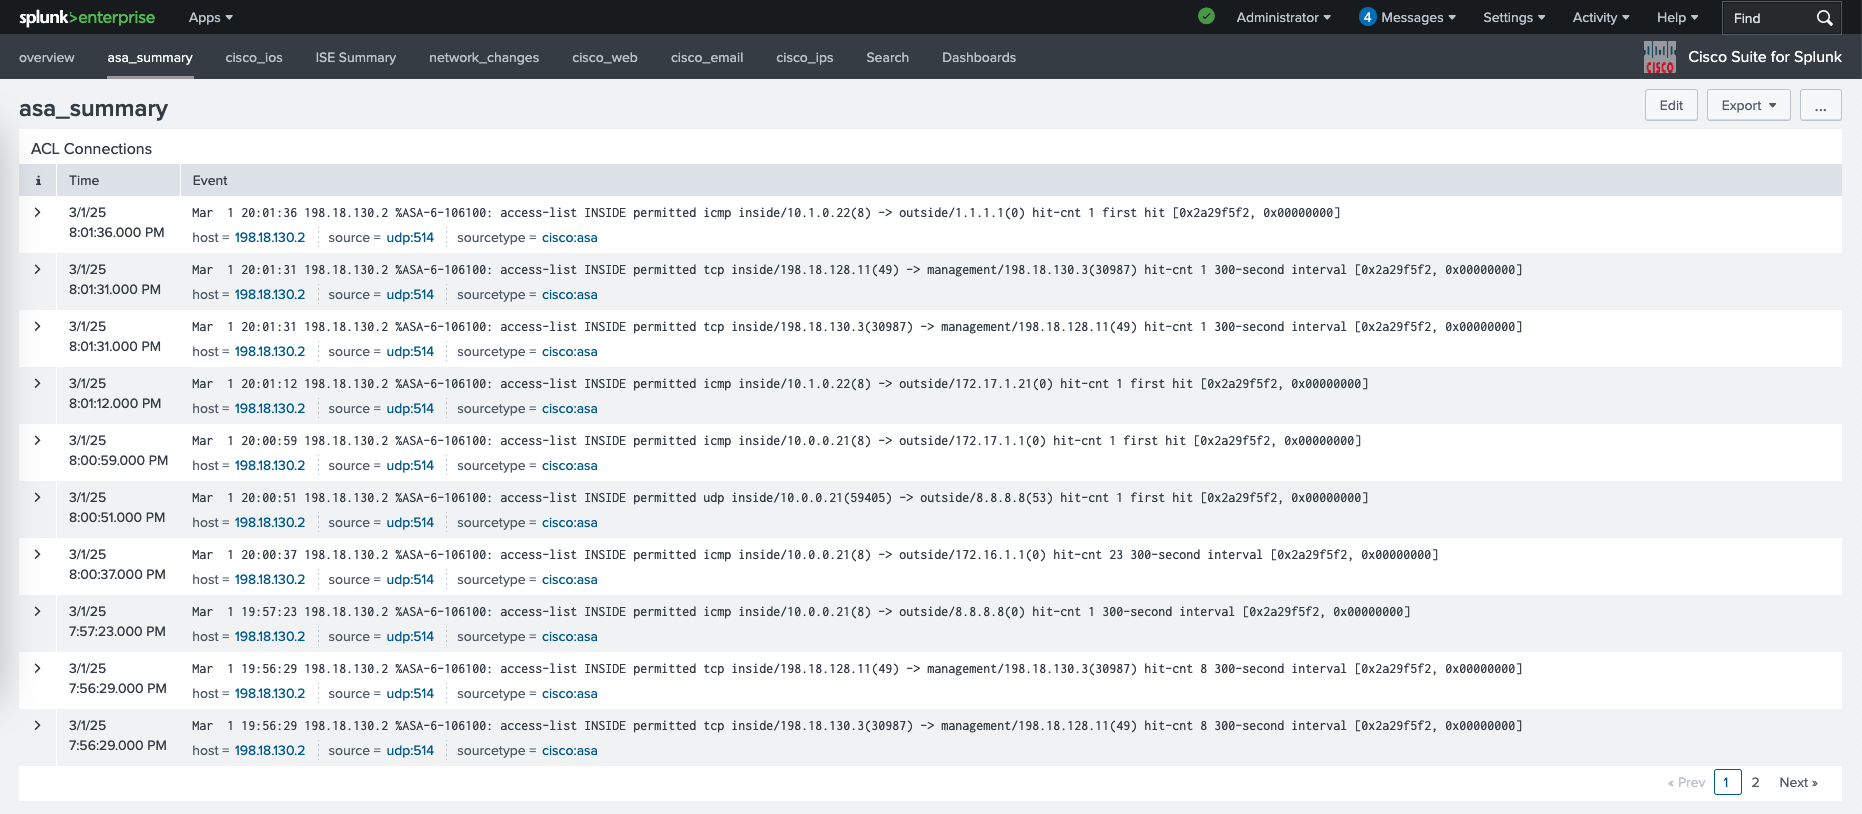 splunk>enterprise Apps Administrator 4 Messages Settings Activity Help Find
overview asa_summary cisco_ios ISE Summary network_changes cisco_web cisco_email cisco_ips Search Dashboards CISCO Cisco Suite for Splunk
asa_summary Edit Export ...
ACL Connections
i Time Event
3/1/25 Mar 1 20:01:36 198.18.130.2 %ASA-6-106100: access-list INSIDE permitted icmp inside/10.1.0.22(8) -> outside/1.1.1.1(0) hit-cnt 1 first hit [0x2a29f5f2, 0x00000000]
8:01:36.000 PM host = 198.18.130.2 source = udp:514 sourcetype = cisco:asa
3/1/25 Mar 1 20:01:31 198.18.130.2 %ASA-6-106100: access-list INSIDE permitted tcp inside/198.18.128.11(49) -> management/198.18.130.3(30987) hit-cnt 1 300-second interval [0x2a29f5f2, 0x00000000]
8:01:31.000 PM host = 198.18.130.2 source = udp:514 sourcetype = cisco:asa
3/1/25 Mar 1 20:01:31 198.18.130.2 %ASA-6-106100: access-list INSIDE permitted tcp inside/198.18.130.3(30987) -> management/198.18.128.11(49) hit-cnt 1 300-second interval [0x2a29f5f2, 0x00000000]
8:01:31.000 PM host = 198.18.130.2 source = udp:514 sourcetype = cisco:asa
3/1/25 Mar 1 20:01:12 198.18.130.2 %ASA-6-106100: access-list INSIDE permitted icmp inside/10.1.0.22(8) -> outside/172.17.1.21(0) hit-cnt 1 first hit [0x2a29f5f2, 0x00000000]
8:01:12.000 PM host = 198.18.130.2 source = udp:514 sourcetype = cisco:asa
3/1/25 Mar 1 20:00:59 198.18.130.2 %ASA-6-106100: access-list INSIDE permitted icmp inside/10.0.0.21(8) -> outside/172.17.1.1(0) hit-cnt 1 first hit [0x2a29f5f2, 0x00000000]
8:00:59.000 PM host = 198.18.130.2 source = udp:514 sourcetype = cisco:asa
3/1/25 Mar 1 20:00:51 198.18.130.2 %ASA-6-106100: access-list INSIDE permitted udp inside/10.0.0.21(59405) -> outside/8.8.8.8(53) hit-cnt 1 first hit [0x2a29f5f2, 0x00000000]
8:00:51.000 PM host = 198.18.130.2 source = udp:514 sourcetype = cisco:asa
3/1/25 Mar 1 20:00:37 198.18.130.2 %ASA-6-106100: access-list INSIDE permitted icmp inside/10.0.0.21(8) -> outside/172.16.1.1(0) hit-cnt 23 300-second interval [0x2a29f5f2, 0x00000000]
8:00:37.000 PM host = 198.18.130.2 source = udp:514 sourcetype = cisco:asa
3/1/25 Mar 1 19:57:23 198.18.130.2 %ASA-6-106100: access-list INSIDE permitted icmp inside/10.0.0.21(8) -> outside/8.8.8.8(0) hit-cnt 1 300-second interval [0x2a29f5f2, 0x00000000]
7:57:23.000 PM host = 198.18.130.2 source = udp:514 sourcetype = cisco:asa
3/1/25 Mar 1 19:56:29 198.18.130.2 %ASA-6-106100: access-list INSIDE permitted tcp inside/198.18.128.11(49) -> management/198.18.130.3(30987) hit-cnt 8 300-second interval [0x2a29f5f2, 0x00000000]
7:56:29.000 PM host = 198.18.130.2 source = udp:514 sourcetype = cisco:asa
3/1/25 Mar 1 19:56:29 198.18.130.2 %ASA-6-106100: access-list INSIDE permitted tcp inside/198.18.130.3(30987) -> management/198.18.128.11(49) hit-cnt 8 300-second interval [0x2a29f5f2, 0x00000000]
7:56:29.000 PM host = 198.18.130.2 source = udp:514 sourcetype = cisco:asa
« Prev 1 2 Next »